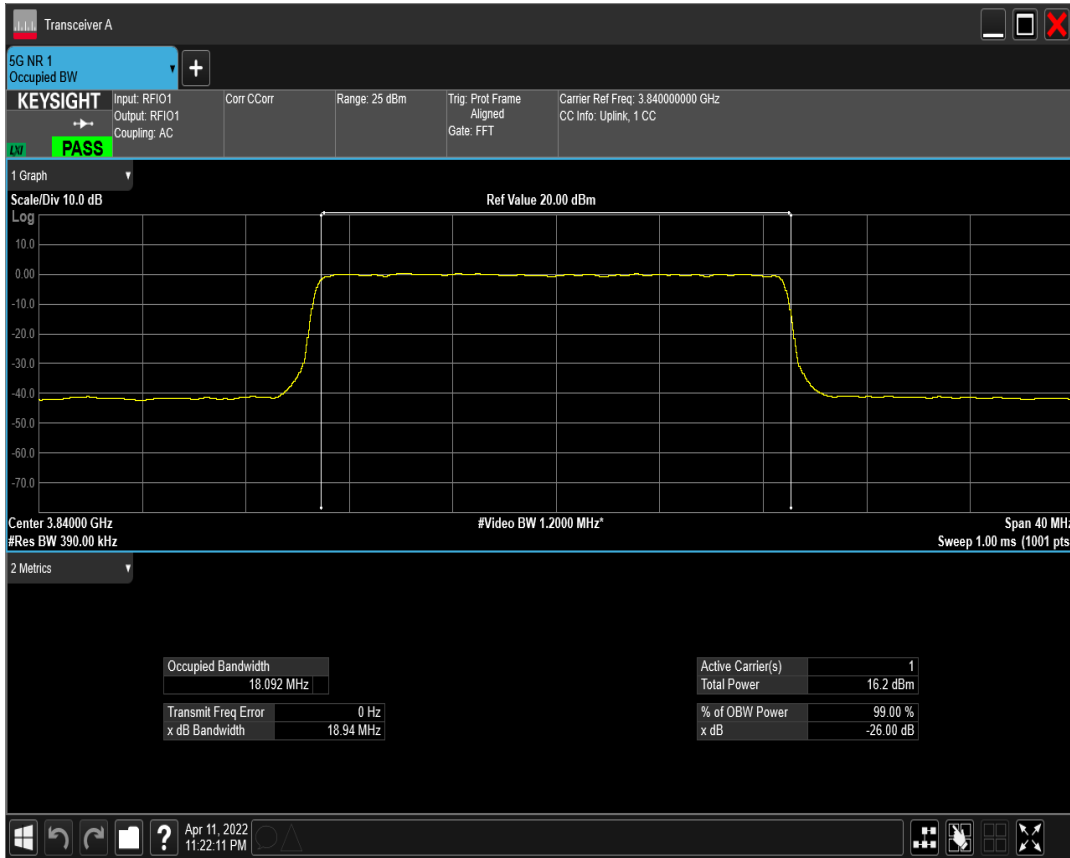 Transceiver A
5G NR 1
Occupied BW
+
KEYSIGHT
LXI
PASS
Input: RFIO1
Output: RFIO1
Coupling: AC
Corr CCorr
Range: 25 dBm
Trig: Prot Frame
Aligned
Gate: FFT
Carrier Ref Freq: 3.840000000 GHz
CC Info: Uplink, 1 CC
1 Graph
Scale/Div 10.0 dB
Ref Value 20.00 dBm
Log
10.0
0.00
-10.0
-20.0
-30.0
-40.0
-50.0
-60.0
-70.0
Center 3.84000 GHz
#Video BW 1.2000 MHz*
Span 40 MHz
#Res BW 390.00 kHz
Sweep 1.00 ms (1001 pts
2 Metrics
Occupied Bandwidth
18.092 MHz
Transmit Freq Error 0 Hz
x dB Bandwidth 18.94 MHz
Active Carrier(s) 1
Total Power 16.2 dBm
% of OBW Power 99.00 %
x dB -26.00 dB
?
Apr 11, 2022
11:22:11 PM